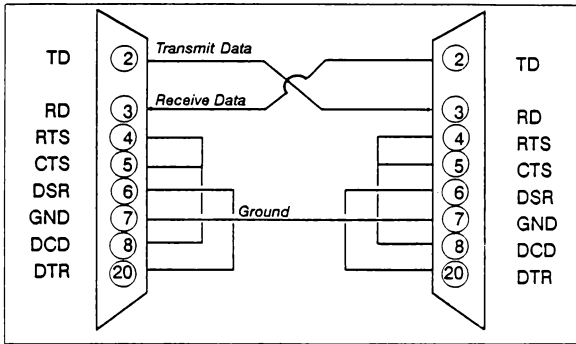 TD 2 Transmit Data 2 TD
RD 3 Receive Data 3 RD
RTS 4 4 RTS
CTS 5 5 CTS
DSR 6 6 DSR
GND 7 Ground 7 GND
DCD 8 8 DCD
DTR 20 20 DTR